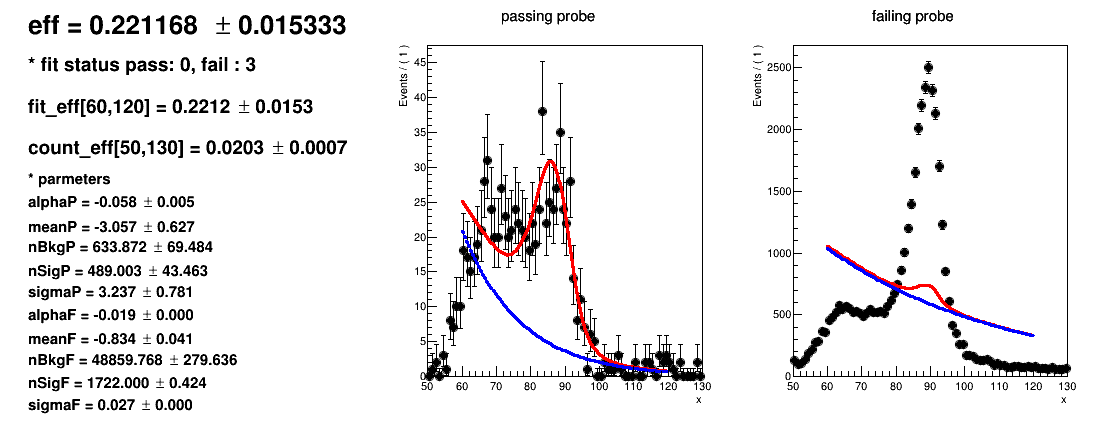 eff = 0.221168 ± 0.015333
* fit status pass: 0, fail : 3
fit_eff[60,120] = 0.2212 ± 0.0153
count_eff[50,130] = 0.0203 ± 0.0007
* parmeters
alphaP = -0.058 ± 0.005
meanP = -3.057 ± 0.627
nBkgP = 633.872 ± 69.484
nSigP = 489.003 ± 43.463
sigmaP = 3.237 ± 0.781
alphaF = -0.019 ± 0.000
meanF = -0.834 ± 0.041
nBkgF = 48859.768 ± 279.636
nSigF = 1722.000 ± 0.424
sigmaF = 0.027 ± 0.000
passing probe
Events / ( 1 )
45
40
35
30
25
20
15
10
5
0
50 60 70 80 90 100 110 120 130
x
failing probe
Events / ( 1 )
2500
2000
1500
1000
500
0
50 60 70 80 90 100 110 120 130
x